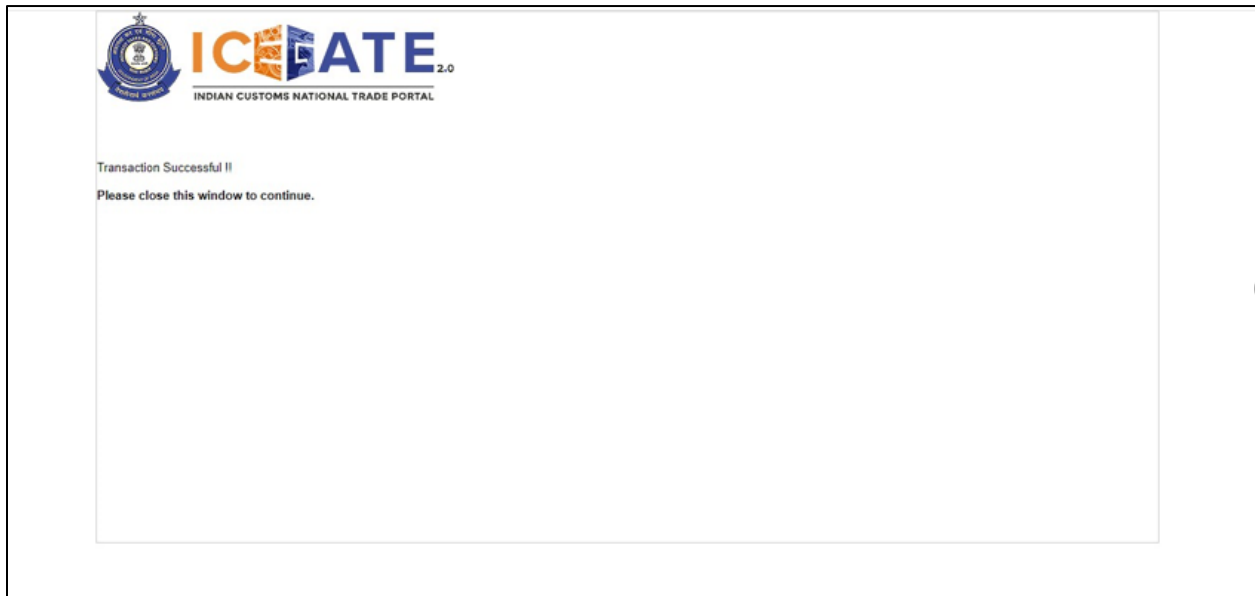 ICEGATE 2.0
INDIAN CUSTOMS NATIONAL TRADE PORTAL
Transaction Successful !!
Please close this window to continue.